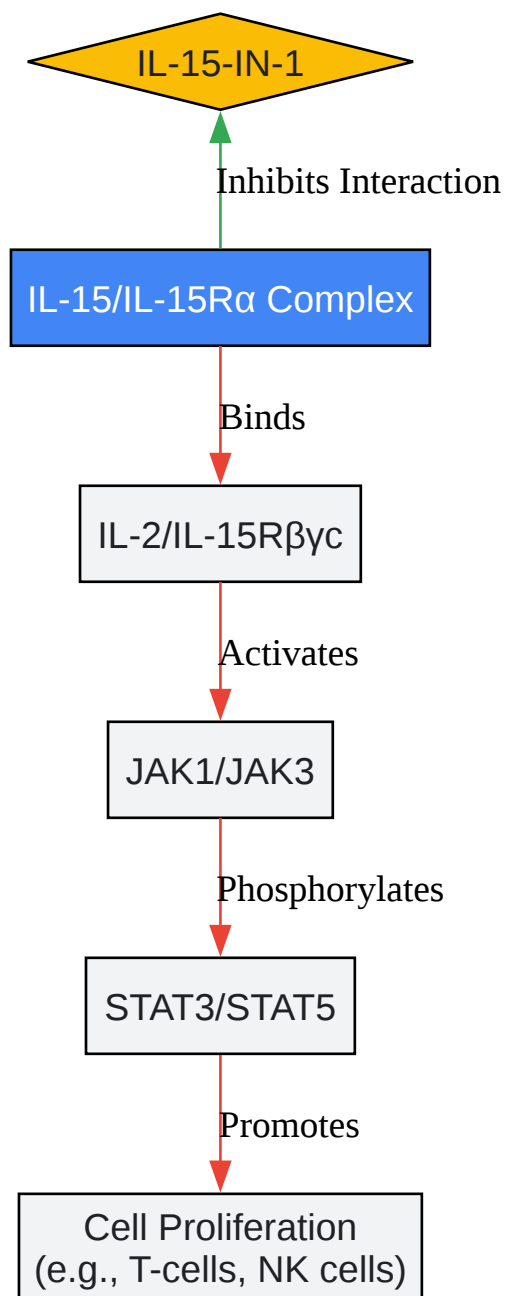 IL-15-IN-1
Inhibits Interaction
IL-15/IL-15Rα Complex
Binds
IL-2/IL-15Rβγc
Activates
JAK1/JAK3
Phosphorylates
STAT3/STAT5
Promotes
Cell Proliferation
(e.g., T-cells, NK cells)